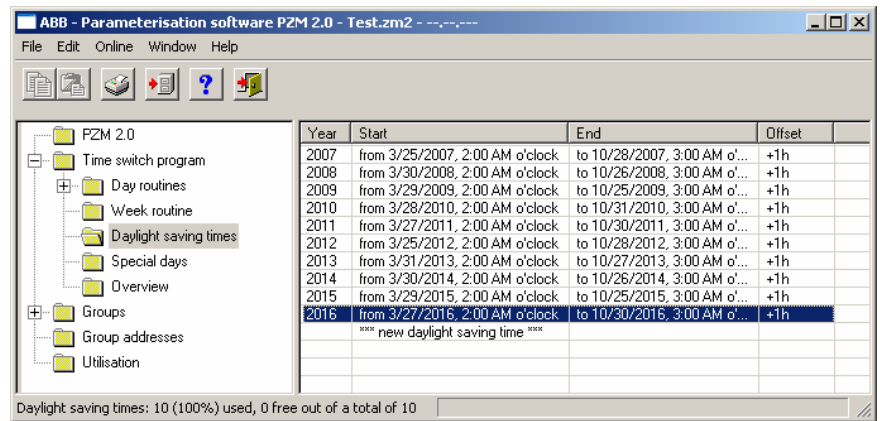 ABB - Parameterisation software PZM 2.0 - Test.zm2 - --.--.---
File Edit Online Window Help
PZM 2.0
Time switch program
Day routines
Week routine
Daylight saving times
Special days
Overview
Groups
Group addresses
Utilisation
Year Start End Offset
2007 from 3/25/2007, 2:00 AM o'clock to 10/28/2007, 3:00 AM o'... +1h
2008 from 3/30/2008, 2:00 AM o'clock to 10/26/2008, 3:00 AM o'... +1h
2009 from 3/29/2009, 2:00 AM o'clock to 10/25/2009, 3:00 AM o'... +1h
2010 from 3/28/2010, 2:00 AM o'clock to 10/31/2010, 3:00 AM o'... +1h
2011 from 3/27/2011, 2:00 AM o'clock to 10/30/2011, 3:00 AM o'... +1h
2012 from 3/25/2012, 2:00 AM o'clock to 10/28/2012, 3:00 AM o'... +1h
2013 from 3/31/2013, 2:00 AM o'clock to 10/27/2013, 3:00 AM o'... +1h
2014 from 3/30/2014, 2:00 AM o'clock to 10/26/2014, 3:00 AM o'... +1h
2015 from 3/29/2015, 2:00 AM o'clock to 10/25/2015, 3:00 AM o'... +1h
2016 from 3/27/2016, 2:00 AM o'clock to 10/30/2016, 3:00 AM o'... +1h
*** new daylight saving time ***
Daylight saving times: 10 (100%) used, 0 free out of a total of 10